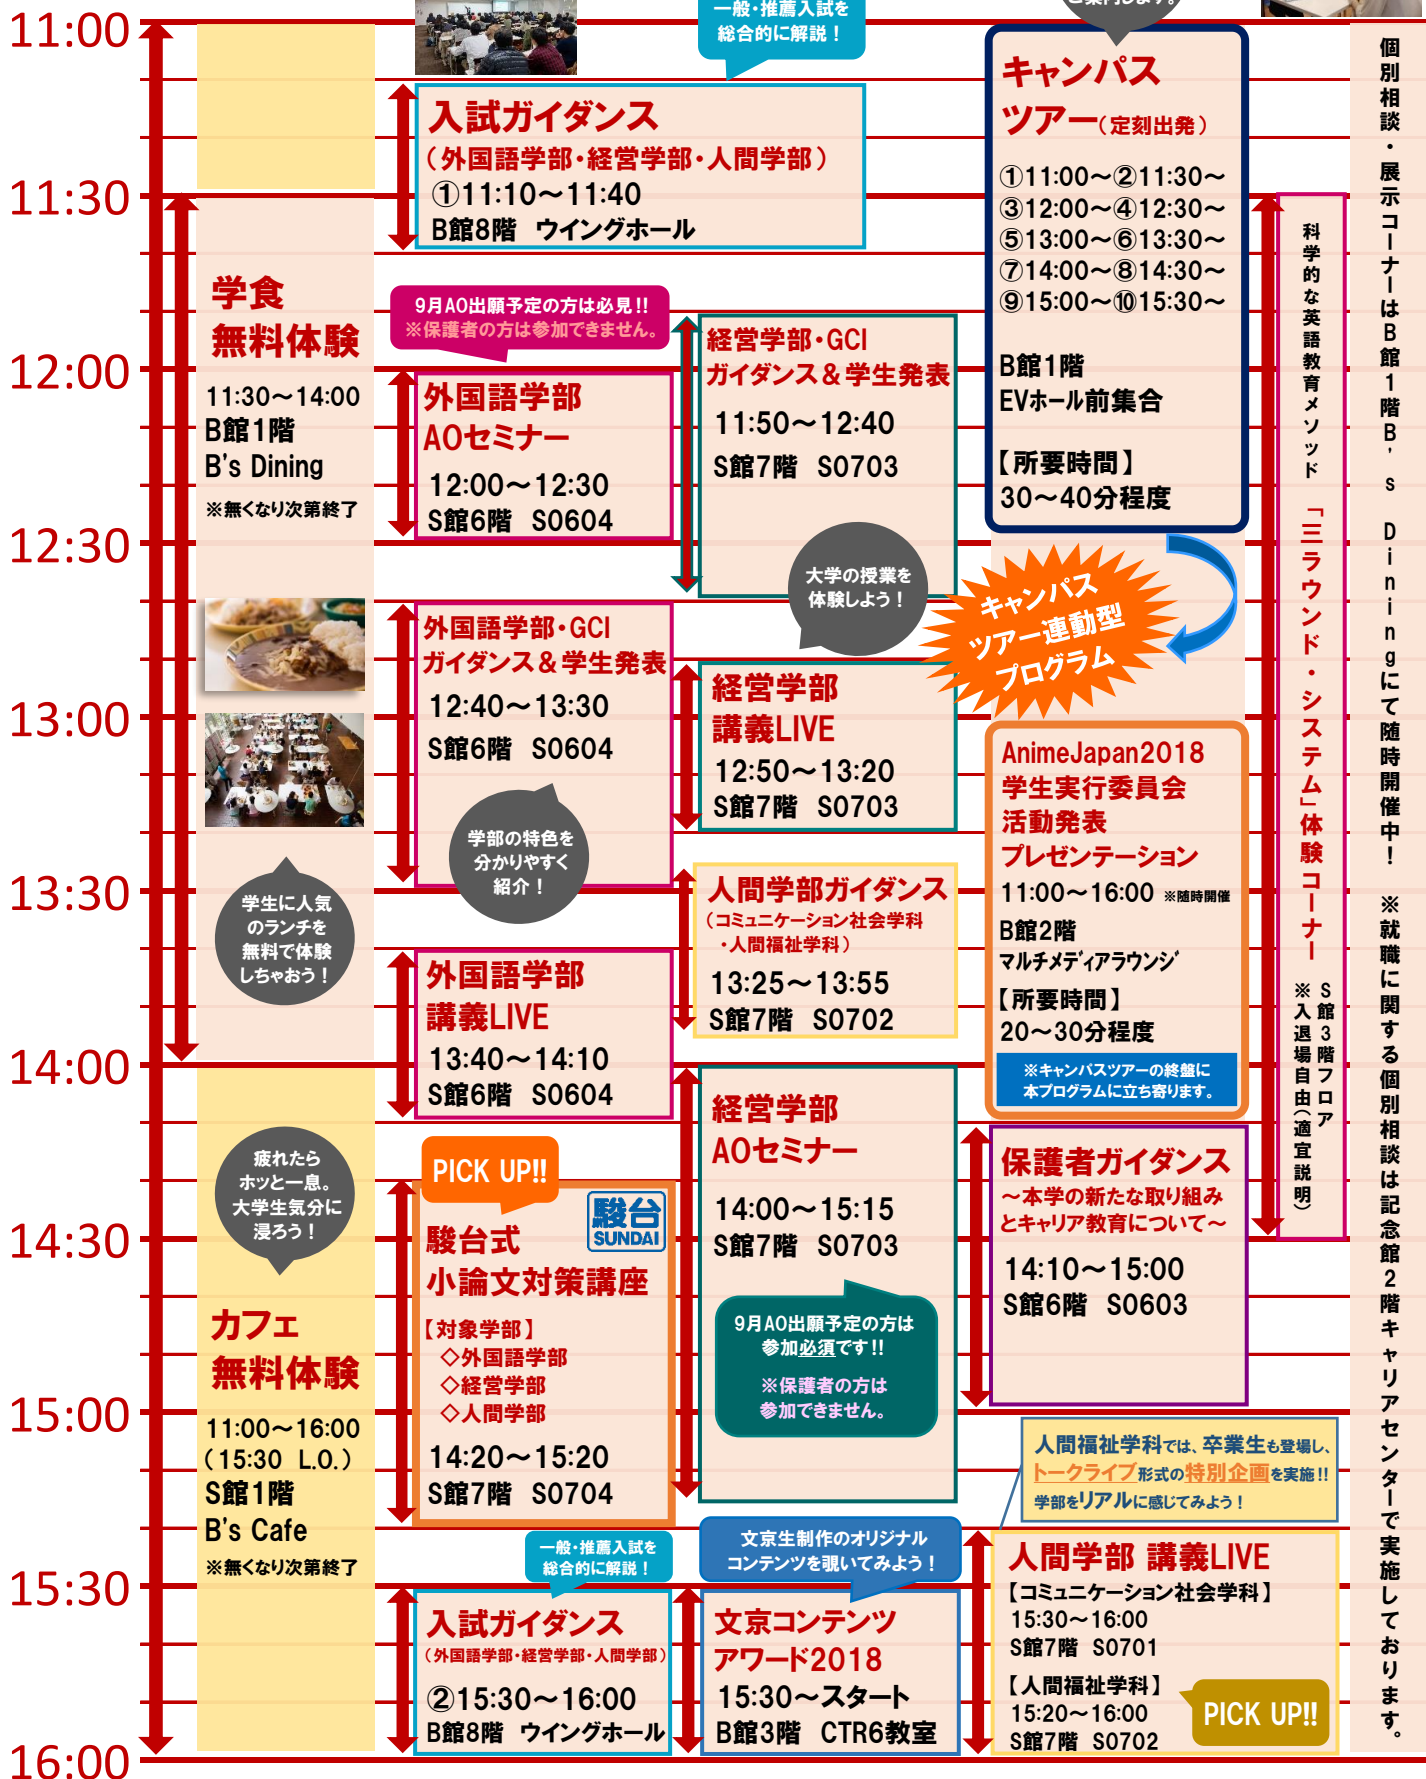 11:00
11:30
12:00
12:30
13:00
13:30
14:00
14:30
15:00
15:30
16:00
学食
無料体験
11:30～14:00
B館1階
B's Dining
※無くなり次第終了
学生に人気
のランチを
無料で体験
しちゃおう！
疲れたら
ホッと一息。
大学生気分に
浸ろう！
カフェ
無料体験
11:00～16:00
（15:30 L.O.）
S館1階
B's Cafe
※無くなり次第終了
一般・推薦入試を
総合的に解説！
入試ガイダンス
（外国語学部・経営学部・人間学部）
①11:10～11:40
B館8階 ウイングホール
9月AO出願予定の方は必見!!
※保護者の方は参加できません。
外国語学部
AOセミナー
12:00～12:30
S館6階 S0604
経営学部・GCI
ガイダンス＆学生発表
11:50～12:40
S館7階 S0703
大学の授業を
体験しよう！
外国語学部・GCI
ガイダンス＆学生発表
12:40～13:30
S館6階 S0604
学部の特色を
分かりやすく
紹介！
経営学部
講義LIVE
12:50～13:20
S館7階 S0703
人間学部ガイダンス
（コミュニケーション社会学科
・人間福祉学科）
13:25～13:55
S館7階 S0702
外国語学部
講義LIVE
13:40～14:10
S館6階 S0604
経営学部
AOセミナー
14:00～15:15
S館7階 S0703
9月AO出願予定の方は
参加必須です!!
※保護者の方は
参加できません。
PICK UP!!
駿台
SUNDAI
駿台式
小論文対策講座
【対象学部】
◇外国語学部
◇経営学部
◇人間学部
14:20～15:20
S館7階 S0704
一般・推薦入試を
総合的に解説！
入試ガイダンス
（外国語学部・経営学部・人間学部）
②15:30～16:00
B館8階 ウイングホール
文京生制作のオリジナル
コンテンツを覗いてみよう！
文京コンテンツ
アワード2018
15:30～スタート
B館3階 CTR6教室
キャンパス
ツアー（定刻出発）
①11:00～②11:30～
③12:00～④12:30～
⑤13:00～⑥13:30～
⑦14:00～⑧14:30～
⑨15:00～⑩15:30～
B館1階
EVホール前集合
【所要時間】
30～40分程度
キャンパス
ツアー連動型
プログラム
AnimeJapan2018
学生実行委員会
活動発表
プレゼンテーション
11:00～16:00 ※随時開催
B館2階
マルチメディアラウンジ
【所要時間】
20～30分程度
※キャンパスツアーの終盤に
本プログラムに立ち寄ります。
保護者ガイダンス
～本学の新たな取り組み
とキャリア教育について～
14:10～15:00
S館6階 S0603
人間福祉学科では、卒業生も登場し、
トークライブ形式の特別企画を実施!!
学部をリアルに感じてみよう！
人間学部 講義LIVE
【コミュニケーション社会学科】
15:30～16:00
S館7階 S0701
【人間福祉学科】
15:20～16:00
S館7階 S0702
PICK UP!!
科学的な英語教育メソッド 「三ラウンド・システム」体験コーナー
S館3階フロア
※入退場自由（適宜説明）
個別相談・展示コーナーはB館1階B's Diningにて随時開催中！ ※就職に関する個別相談は記念館2階キャリアセンターで実施しております。